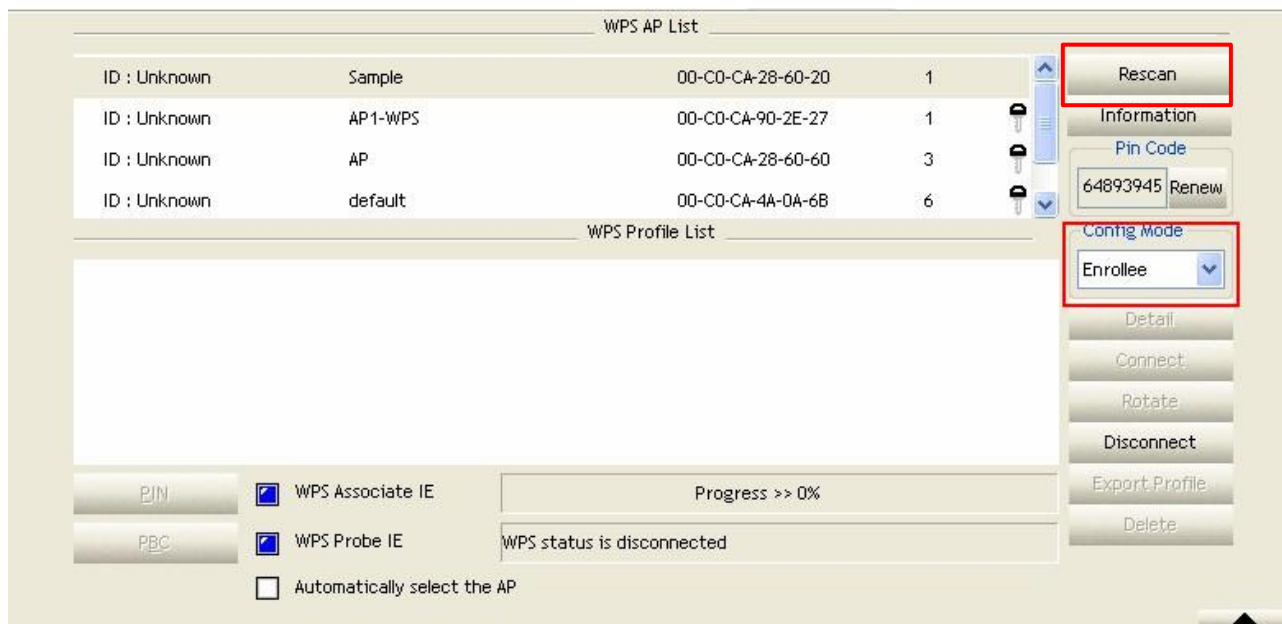 WPS AP List
ID : Unknown Sample 00-C0-CA-28-60-20 1
ID : Unknown AP1-WPS 00-C0-CA-90-2E-27 1
ID : Unknown AP 00-C0-CA-28-60-60 3
ID : Unknown default 00-C0-CA-4A-0A-6B 6
Rescan
Information
Pin Code
64893945 Renew
WPS Profile List
Config Mode
Enrollee
Detail
Connect
Rotate
Disconnect
Export Profile
Delete
PIN WPS Associate IE Progress >> 0%
PBC WPS Probe IE WPS status is disconnected
Automatically select the AP